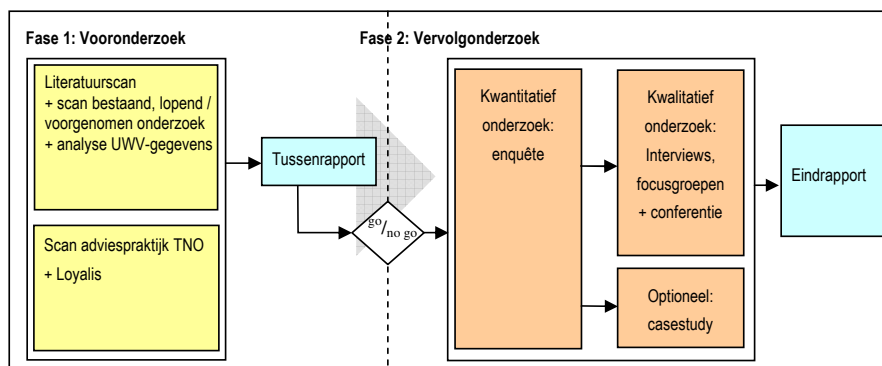 Fase 1: Vooronderzoek
Literatuurscan
+ scan bestaand, lopend /
voorgenomen onderzoek
+ analyse UWV-gegevens
Scan adviespraktijk TNO
+ Loyalis
Tussenrapport
go/no go
Fase 2: Vervolgonderzoek
Kwantitatief
onderzoek:
enquête
Kwalitatief
onderzoek:
Interviews,
focusgroepen
+ conferentie
Optioneel:
casestudy
Eindrapport